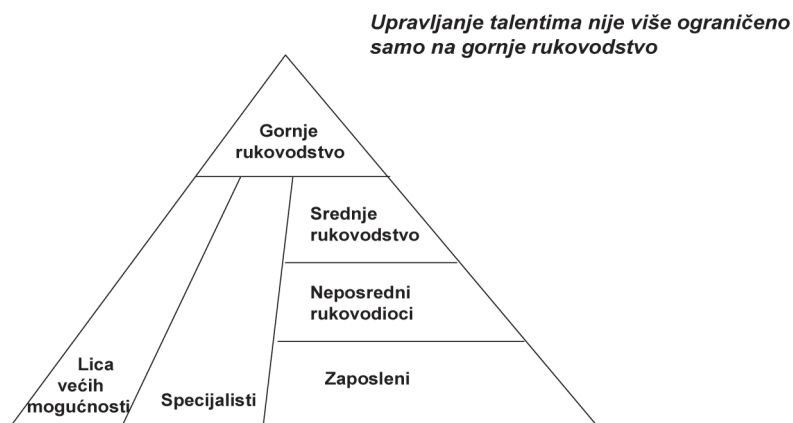 Upravljanje talentima nije više ograničeno
samo na gornje rukovodstvo
Gornje
rukovodstvo
Srednje
rukovodstvo
Neposredni
rukovodioci
Lica
većih
mogućnosti
Specijalisti
Zaposleni